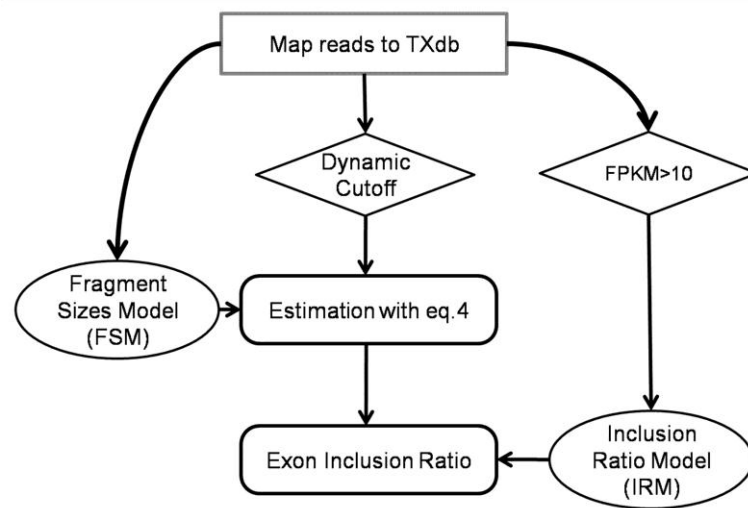 Map reads to TXdb
Dynamic
Cutoff
FPKM>10
Fragment
Sizes Model
(FSM)
Estimation with eq.4
Exon Inclusion Ratio
Inclusion
Ratio Model
(IRM)